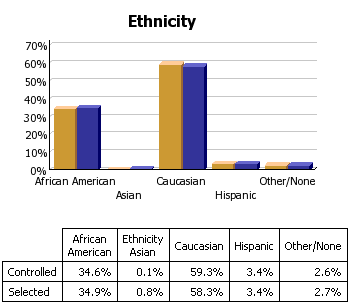 Ethnicity
70%
60%
50%
40%
30%
20%
10%
0%
African American
Caucasian
Other/None
Asian
Hispanic
African American Ethnicity Asian Caucasian Hispanic Other/None
Controlled 34.6% 0.1% 59.3% 3.4% 2.6%
Selected 34.9% 0.8% 58.3% 3.4% 2.7%